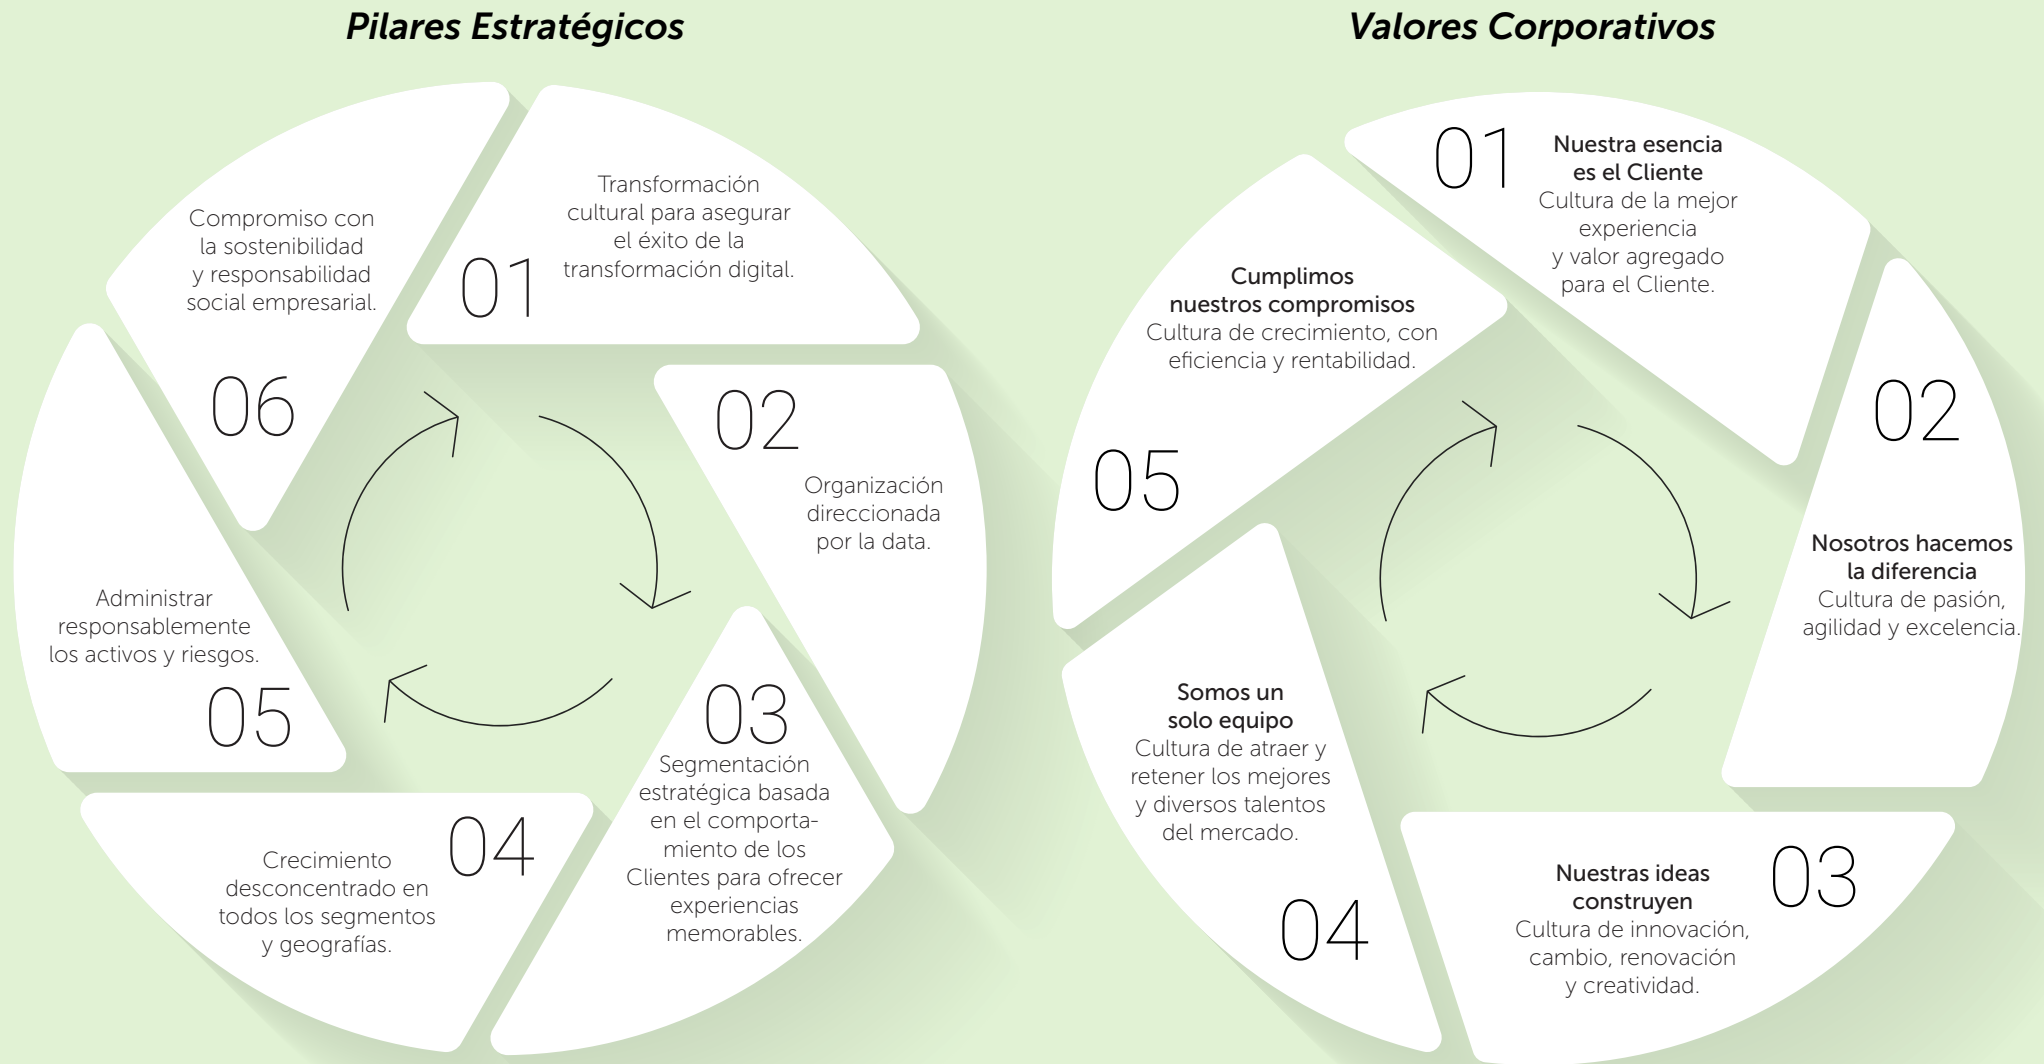 Pilares Estratégicos
01
Transformación
cultural para asegurar
el éxito de la
transformación digital.
02
Organización
direccionada
por la data.
03
Segmentación
estratégica basada
en el comporta-
miento de los
Clientes para ofrecer
experiencias
memorables.
04
Crecimiento
desconcentrado en
todos los segmentos
y geografías.
05
Administrar
responsablemente
los activos y riesgos.
06
Compromiso con
la sostenibilidad
y responsabilidad
social empresarial.
Valores Corporativos
01
Nuestra esencia
es el Cliente
Cultura de la mejor
experiencia
y valor agregado
para el Cliente.
02
Nosotros hacemos
la diferencia
Cultura de pasión,
agilidad y excelencia.
03
Nuestras ideas
construyen
Cultura de innovación,
cambio, renovación
y creatividad.
04
Somos un
solo equipo
Cultura de atraer y
retener los mejores
y diversos talentos
del mercado.
05
Cumplimos
nuestros compromisos
Cultura de crecimiento, con
eficiencia y rentabilidad.